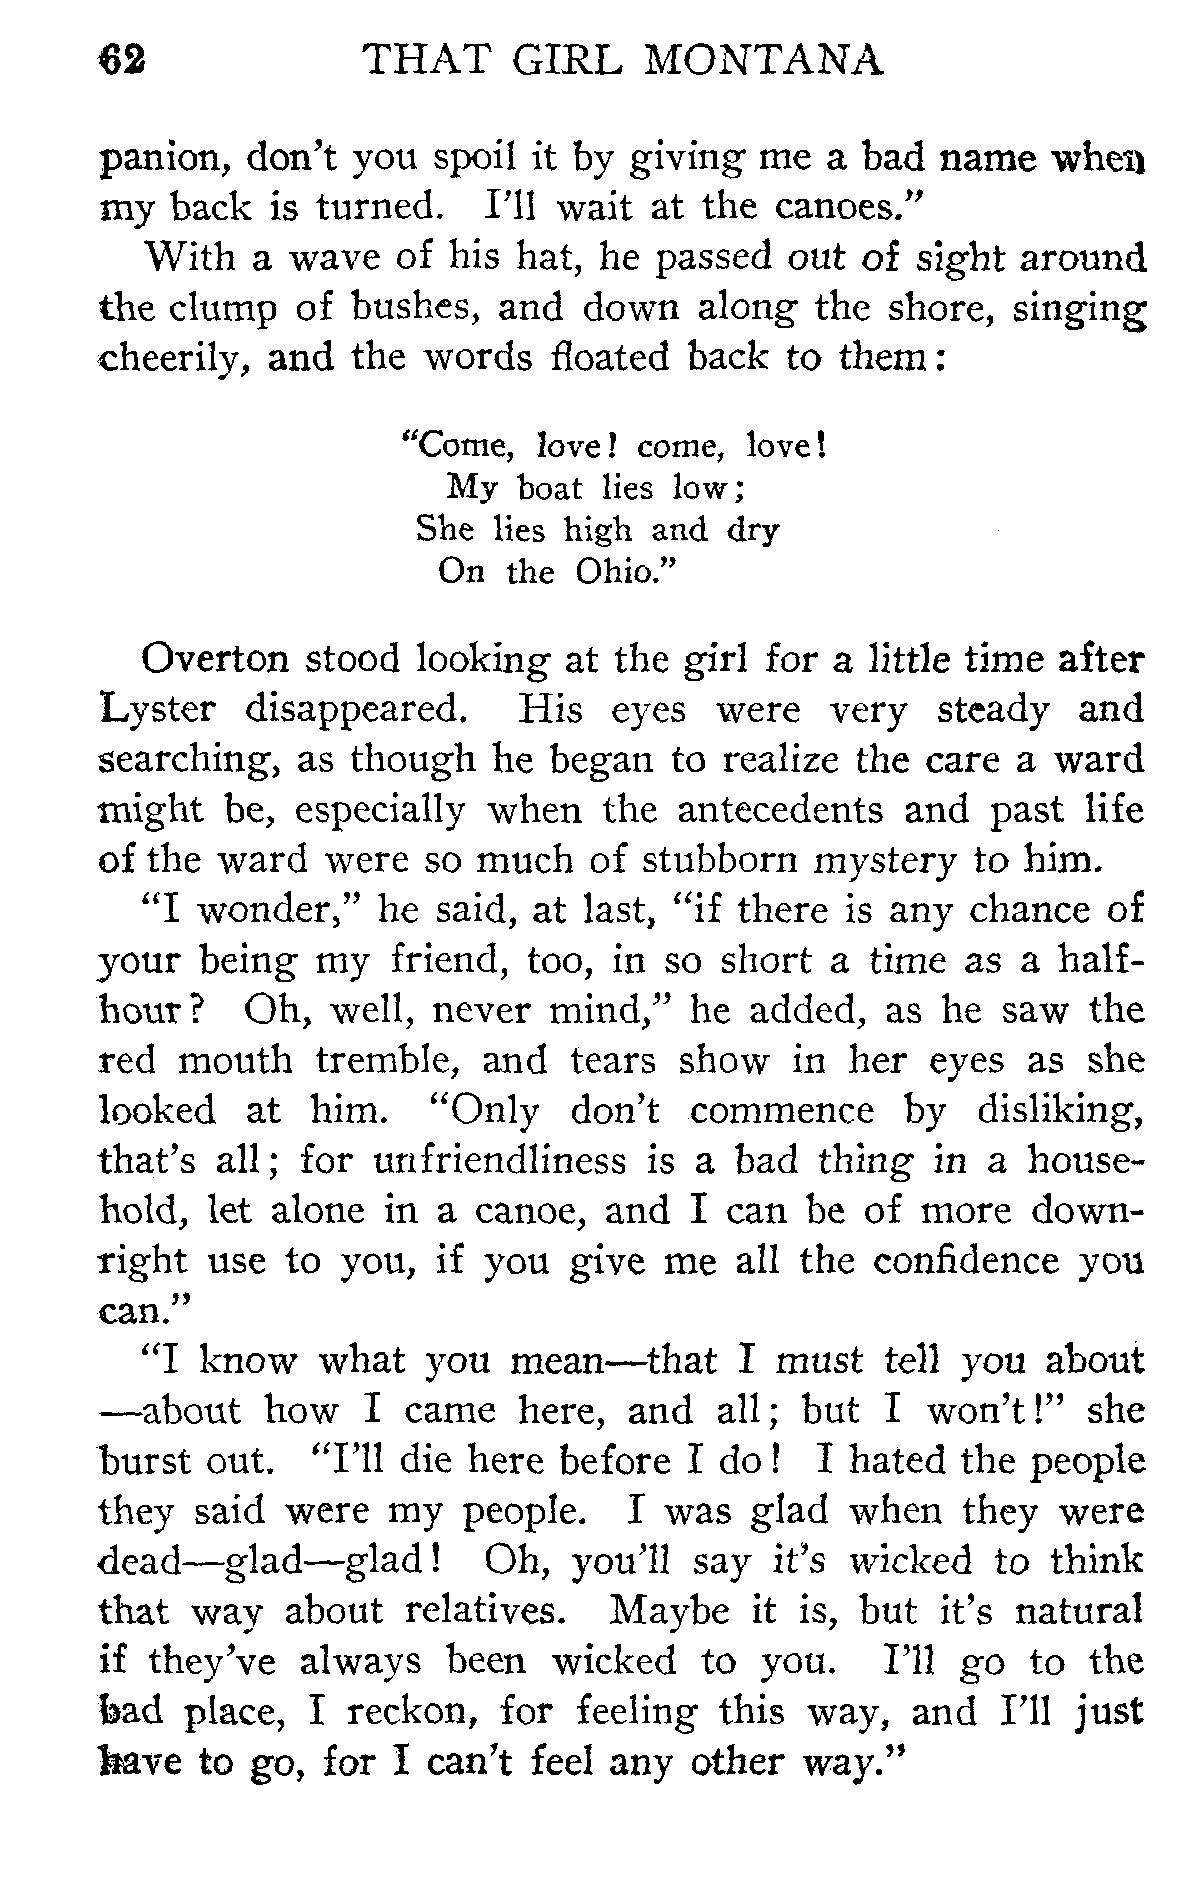 62 THAT GIRL MONTANA
panion, don't you spoil it by giving me a bad name when
my back is turned. I'll wait at the canoes."
With a wave of his hat, he passed out of sight around
the clump of bushes, and down along the shore, singing
cheerily, and the words floated back to them:
"Come, love! come, love!
My boat lies low;
She lies high and dry
On the Ohio."
Overton stood looking at the girl for a little time after
Lyster disappeared. His eyes were very steady and
searching, as though he began to realize the care a ward
might be, especially when the antecedents and past life
of the ward were so much of stubborn mystery to him.
"I wonder," he said, at last, "if there is any chance of
your being my friend, too, in so short a time as a half-
hour? Oh, well, never mind," he added, as he saw the
red mouth tremble, and tears show in her eyes as she
looked at him. "Only don't commence by disliking,
that's all; for unfriendliness is a bad thing in a house-
hold, let alone in a canoe, and I can be of more down-
right use to you, if you give me all the confidence you
can."
"I know what you mean—that I must tell you about
—about how I came here, and all; but I won't!" she
burst out. "I'll die here before I do! I hated the people
they said were my people. I was glad when they were
dead—glad—glad! Oh, you'll say it's wicked to think
that way about relatives. Maybe it is, but it's natural
if they've always been wicked to you. I'll go to the
bad place, I reckon, for feeling this way, and I'll just
have to go, for I can't feel any other way."